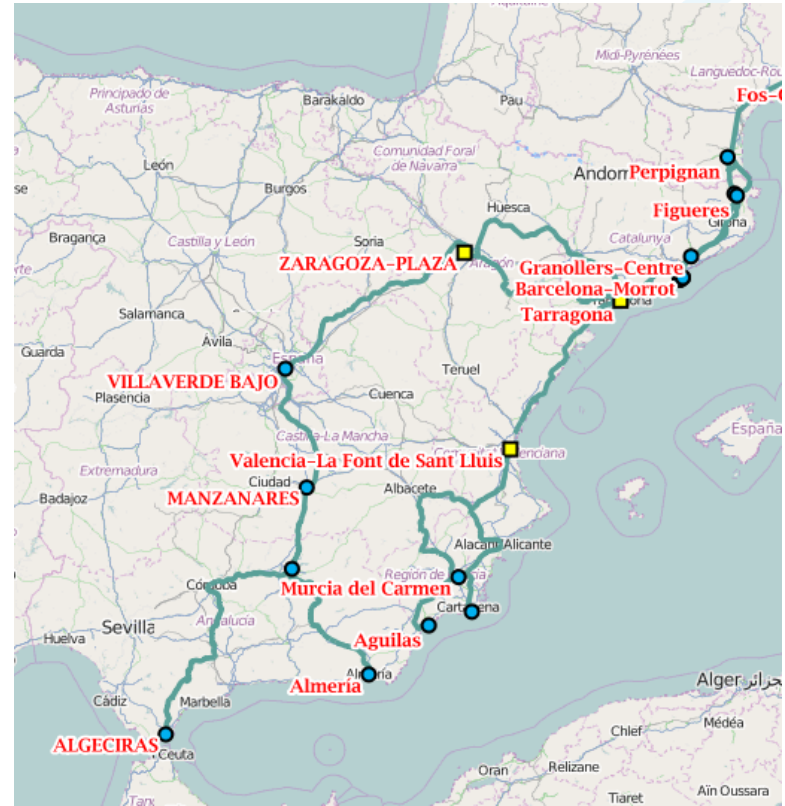 Midi-Pyrénées
Languedoc-Rou
Principado de
Asturias
Barakaldo
Pau
Fos-C
León
Comunidad Foral
de Navarra
Andorr
Perpignan
Burgos
Huesca
Figueres
Girona
Bragança
Castilla y León
Soria
Catalunya
ZARAGOZA-PLAZA
Aragón
Granollers-Centre
Barcelona-Morrot
Tarragona
Salamanca
Ávila
Guarda
España
Teruel
VILLAVERDE BAJO
Plasencia
Cuenca
España
Castilla-La Mancha
Valencia-La Font de Sant Lluis
Extremadura
Ciudad
MANZANARES
Albacete
Badajoz
Alacant/Alicante
Córdoba
Región de
Murcia del Carmen
Cartagena
Sevilla
Andalucía
Huelva
Aguilas
Almería
Alger الجزائر
Cádiz
Marbella
ALGECIRAS
Ceuta
Chlef
Médéa
Oran
Relizane
Tiaret
Aïn Oussara